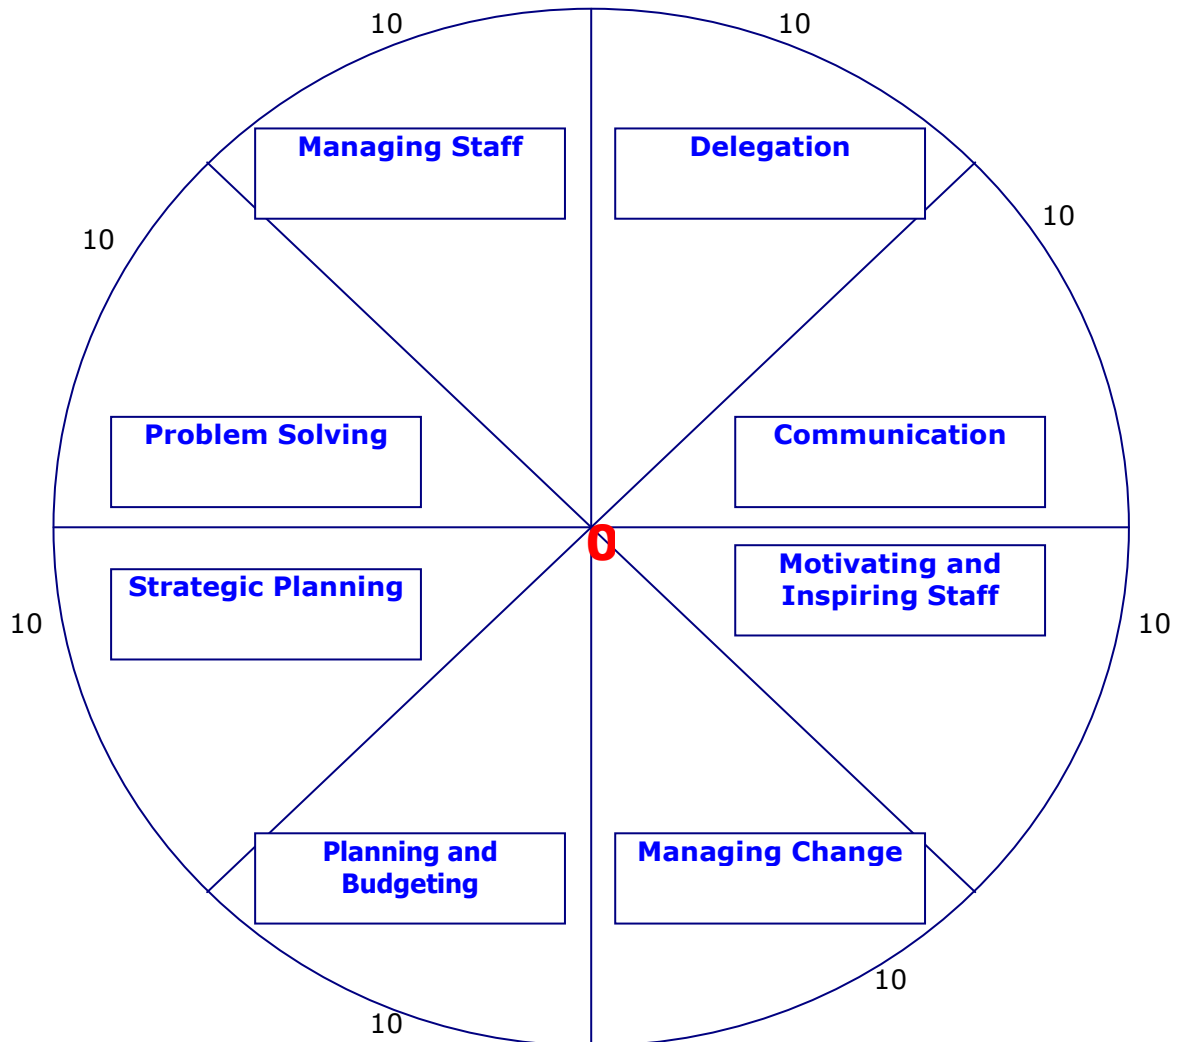 10
10
Managing Staff
Delegation
10
10
Problem Solving
Communication
0
Strategic Planning
Motivating and
Inspiring Staff
10
10
Planning and
Budgeting
Managing Change
10
10